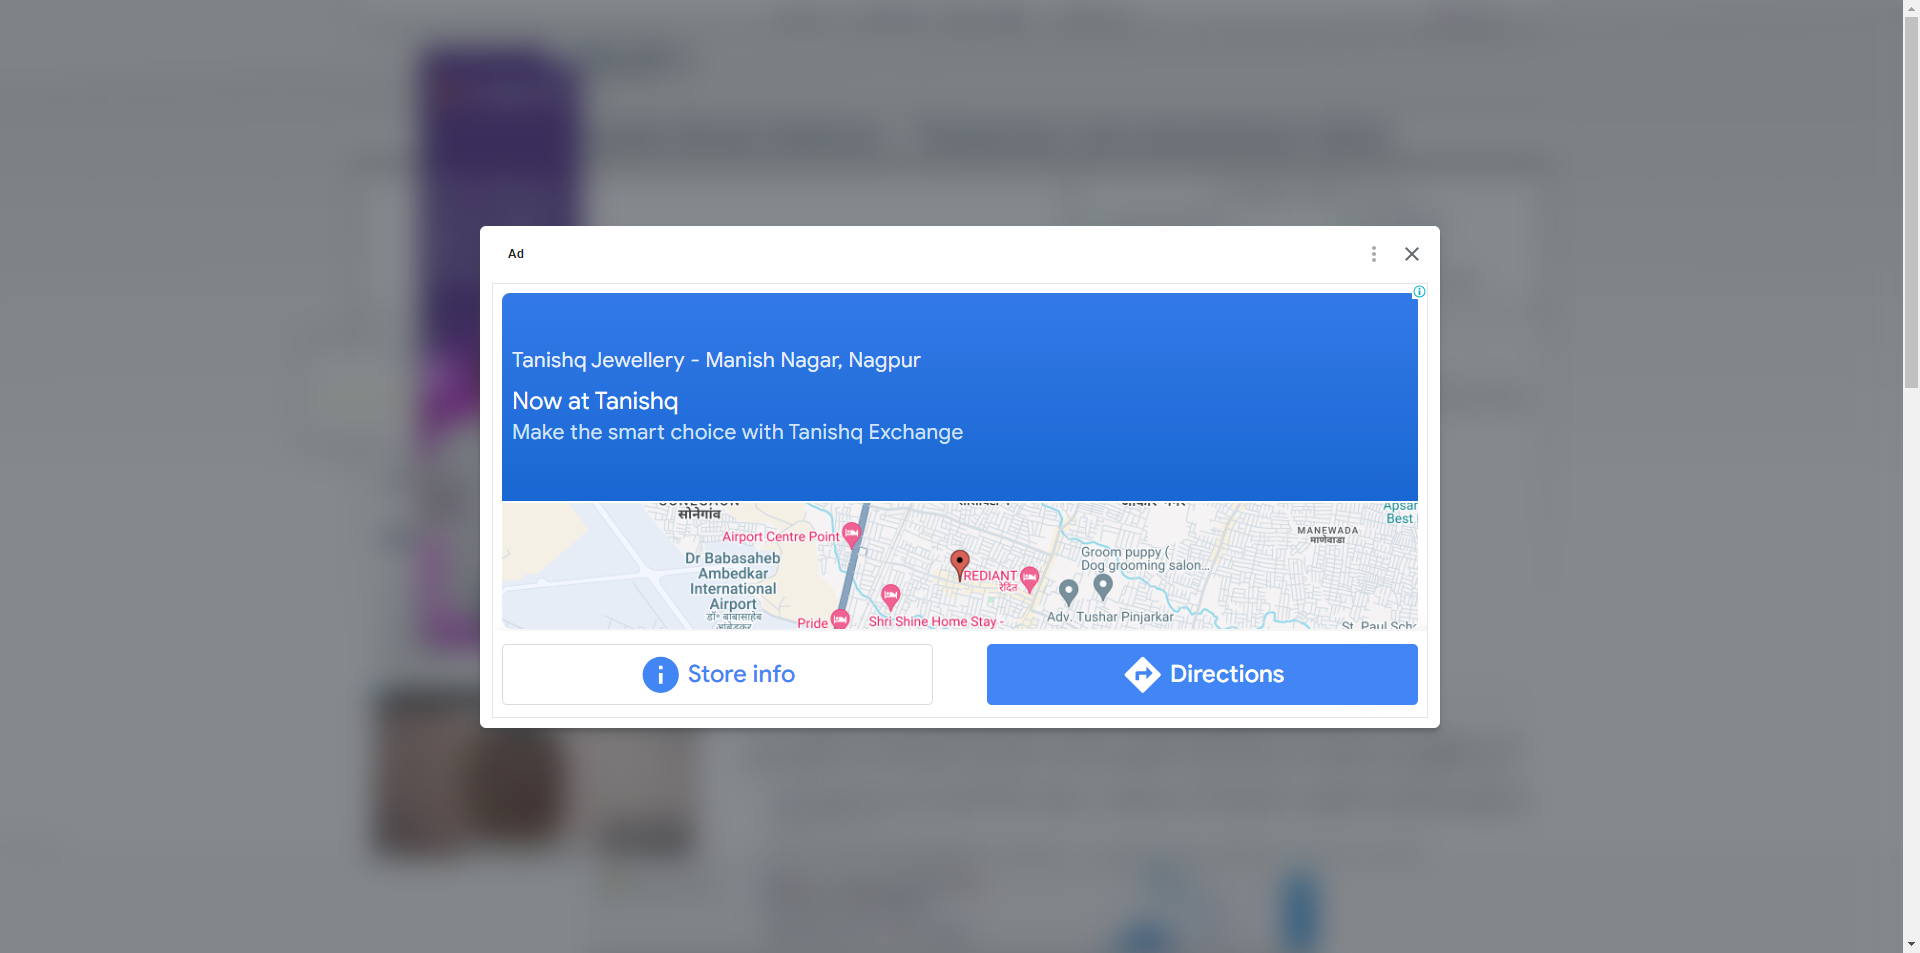 Ad
Tanishq Jewellery - Manish Nagar, Nagpur
Now at Tanishq
Make the smart choice with Tanishq Exchange
सोनेगांव
Apsar
Best
Airport Centre Point
MANEWADA
माणेवाडा
Dr Babasaheb
Ambedkar
International
Airport
डॉ॰ बाबासाहेब
आंबेडकर
Groom puppy (
Dog grooming salon...
REDIANT
रेदिंत
Pride
Shri Shine Home Stay -
Adv. Tushar Pinjarkar
St. Paul Scho
Store info
Directions